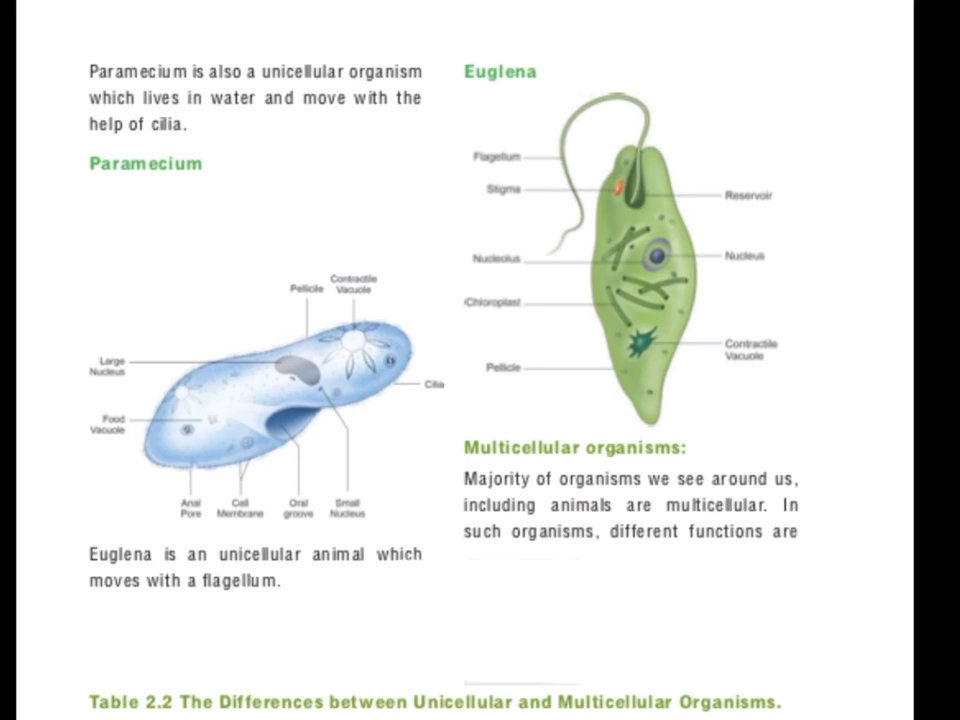 Paramecium is also a unicellular organism
which lives in water and move with the
help of cilia.
Paramecium
Contractile
Vacuole
Pellicile
Large
Nucleus
Cilia
Food
Vacuole
Anal
Pore
Cell
Membrane
Oral
groove
Small
Nucleus
Euglena is an unicellular animal which
moves with a flagellum.
Euglena
Flagellum
Stigma
Reservoir
Nucleolus
Nucleus
Chloroplast
Contractile
Vacuole
Pellicle
Multicellular organisms:
Majority of organisms we see around us,
including animals are multicellular. In
such organisms, different functions are
Table 2.2 The Differences between Unicellular and Multicellular Organisms.